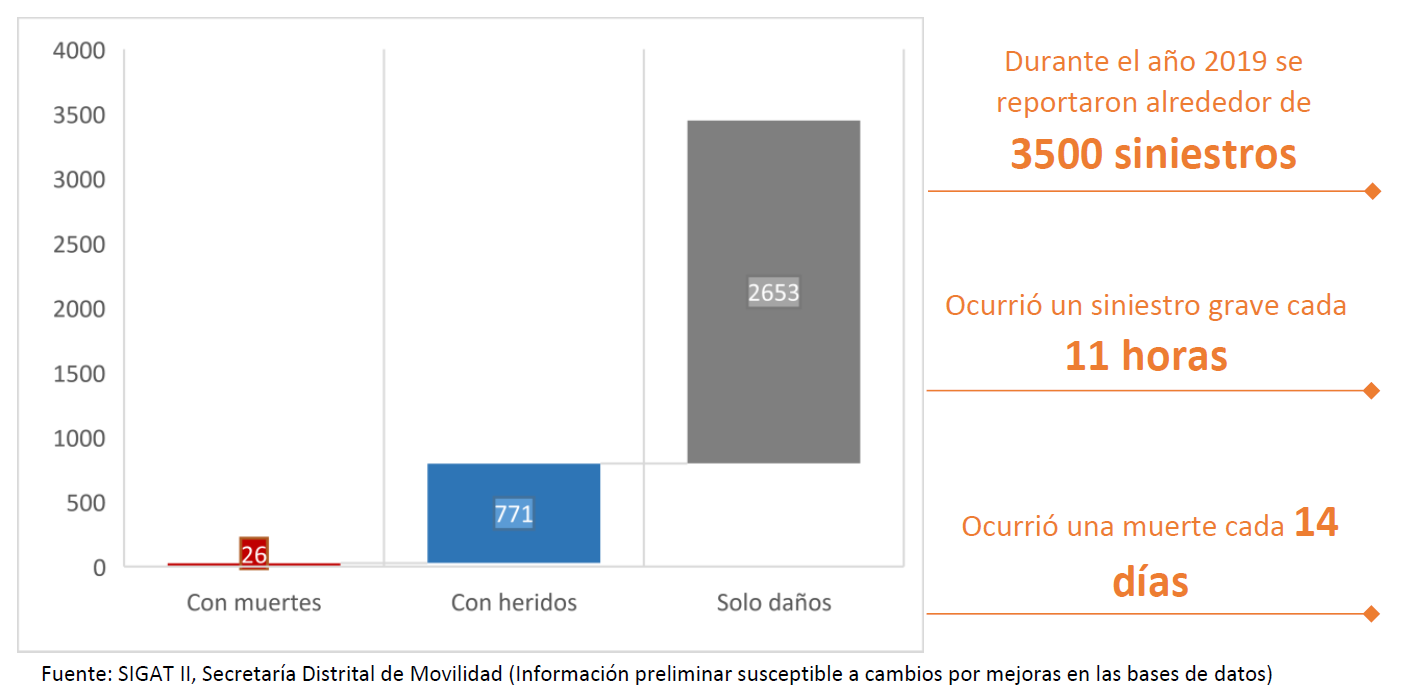 4000
3500
3000
2500
2000
1500
1000
500
0
26
771
2653
Con muertes
Con heridos
Solo daños
Durante el año 2019 se
reportaron alrededor de
3500 siniestros
Ocurrió un siniestro grave cada
11 horas
Ocurrió una muerte cada 14
días
Fuente: SIGAT II, Secretaría Distrital de Movilidad (Información preliminar susceptible a cambios por mejoras en las bases de datos)